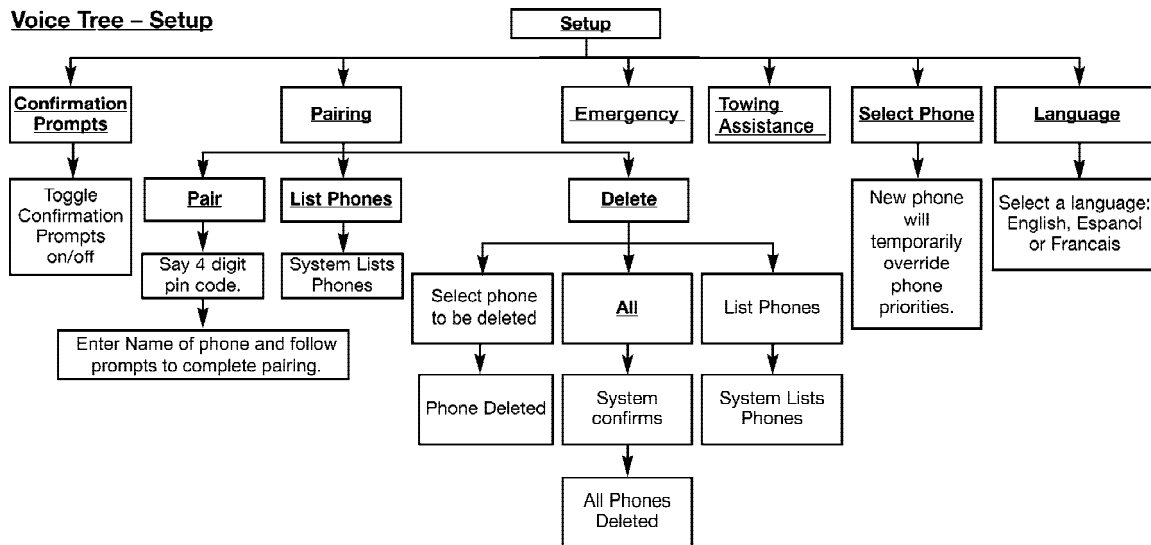 Voice Tree – Setup
Setup
Confirmation
Prompts
Pairing
Emergency
Towing
Assistance
Select Phone
Language
Toggle
Confirmation
Prompts
on/off
Pair
List Phones
Delete
New phone
will
temporarily
override
phone
priorities.
Select a language:
English, Espanol
or Francais
Say 4 digit
pin code.
System Lists
Phones
Select phone
to be deleted
All
List Phones
Enter Name of phone and follow
prompts to complete pairing.
Phone Deleted
System
confirms
System Lists
Phones
All Phones
Deleted